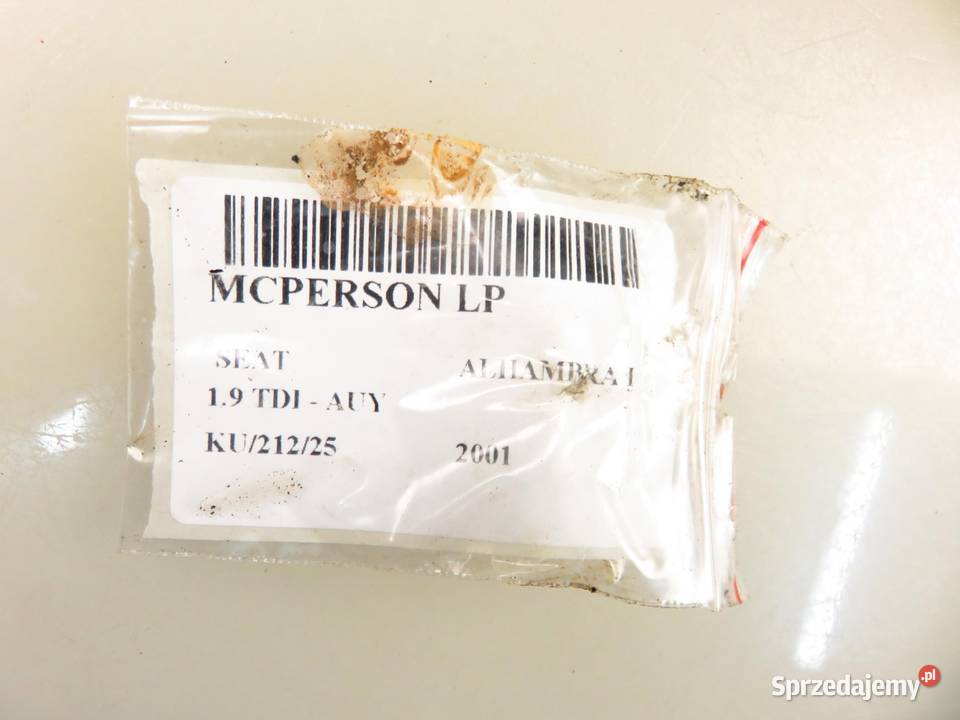 MCPERSON LP
SEAT ALHAMBRA I
1.9 TDI - AUY
KU/212/25 2001
Sprzedajemy.pl